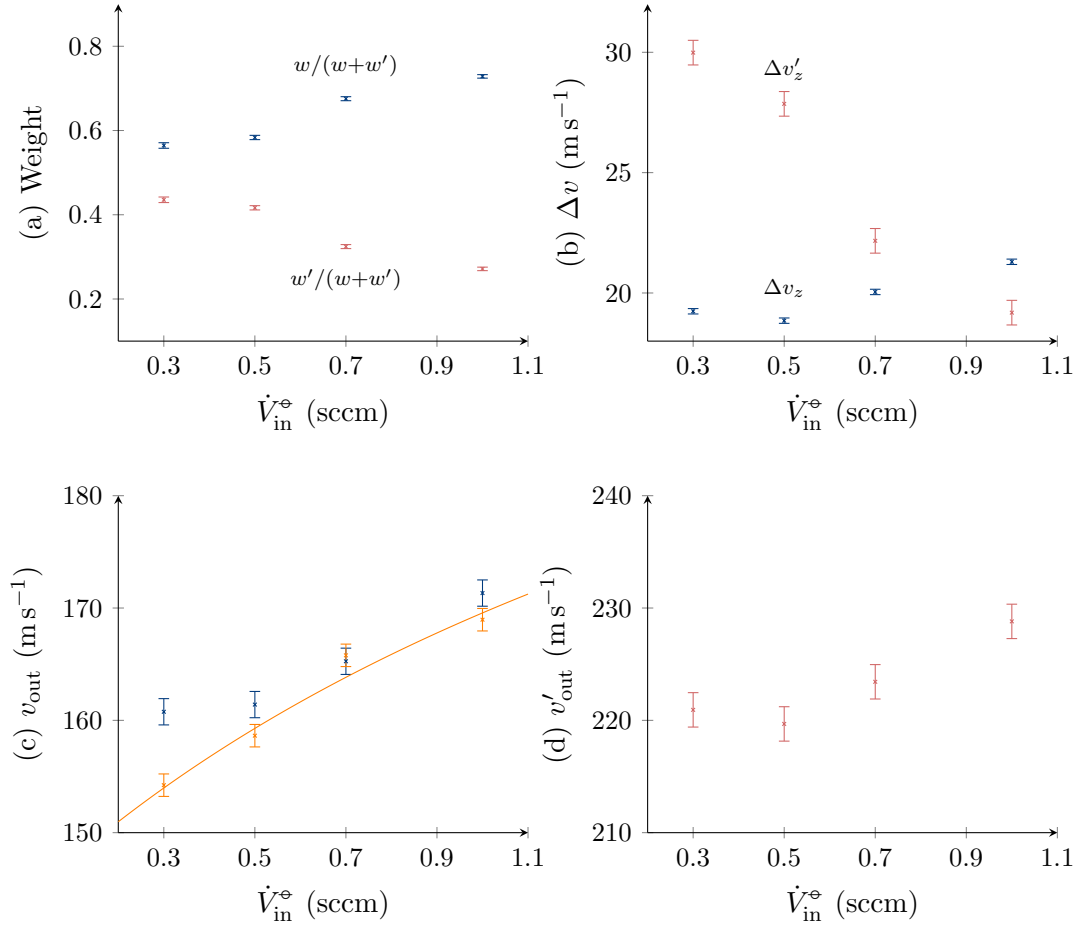 (a) Weight
0.8
0.6
0.4
0.2
w/(w+w′)
w′/(w+w′)
0.3 0.5 0.7 0.9 1.1
V̇in⦵ (sccm)
(b) Δv (m s−1)
30
25
20
Δv′z
Δvz
0.3 0.5 0.7 0.9 1.1
V̇in⦵ (sccm)
(c) vout (m s−1)
180
170
160
150
0.3 0.5 0.7 0.9 1.1
V̇in⦵ (sccm)
(d) v′out (m s−1)
240
230
220
210
0.3 0.5 0.7 0.9 1.1
V̇in⦵ (sccm)